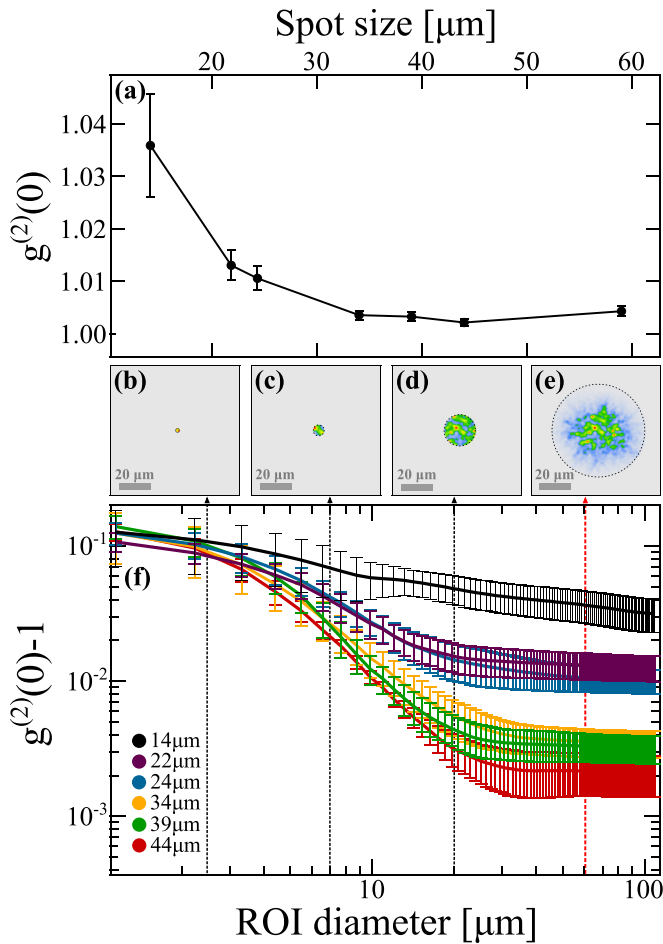 Spot size [μm]
20 30 40 50 60
(a)
1.04
1.03
1.02
1.01
1.00
g(2)(0)
(b) (c) (d) (e)
20 μm 20 μm 20 μm 20 μm
10-1
(f)
10-2
10-3
g(2)(0)-1
14μm
22μm
24μm
34μm
39μm
44μm
10 100
ROI diameter [μm]